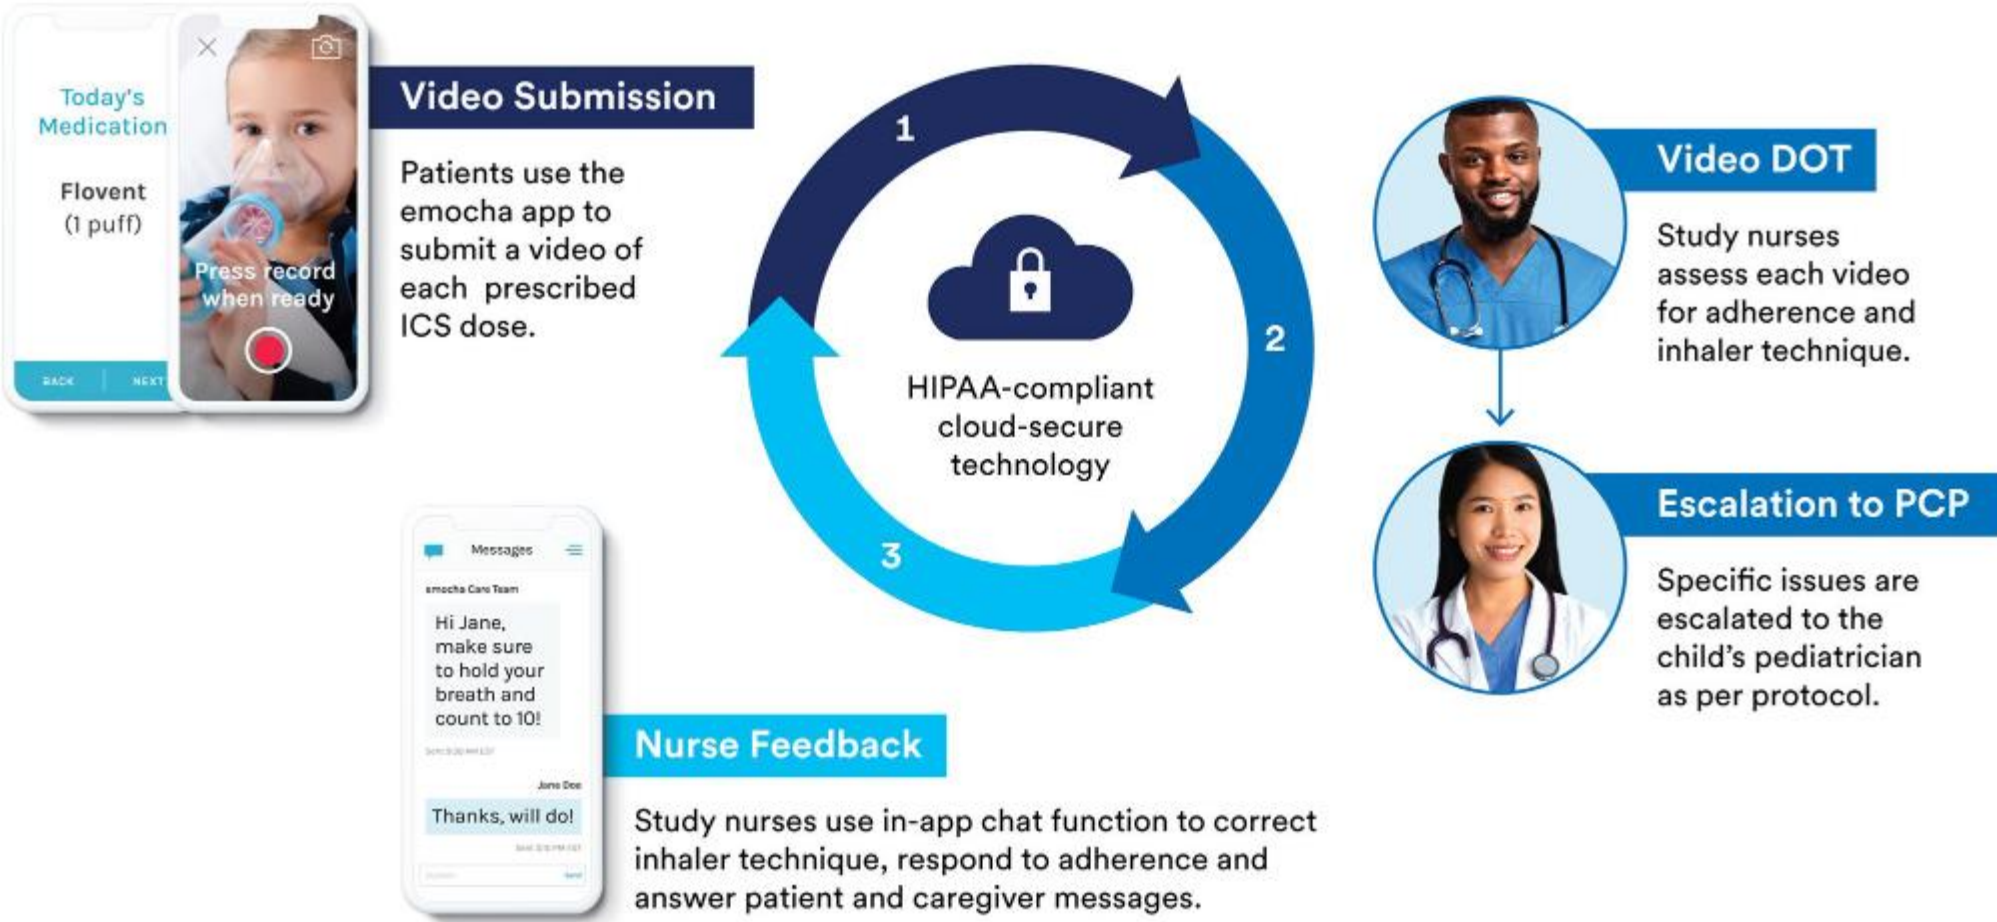 Today's
Medication
Flovent
(1 puff)
BACK
NEXT
Press record
when ready
Video Submission
Patients use the
emocha app to
submit a video of
each prescribed
ICS dose.
1
2
3
HIPAA-compliant
cloud-secure
technology
Video DOT
Study nurses
assess each video
for adherence and
inhaler technique.
Escalation to PCP
Specific issues are
escalated to the
child's pediatrician
as per protocol.
Messages
emocha Care Team
Hi Jane,
make sure
to hold your
breath and
count to 10!
Jane Doe
Thanks, will do!
Send
Nurse Feedback
Study nurses use in-app chat function to correct
inhaler technique, respond to adherence and
answer patient and caregiver messages.